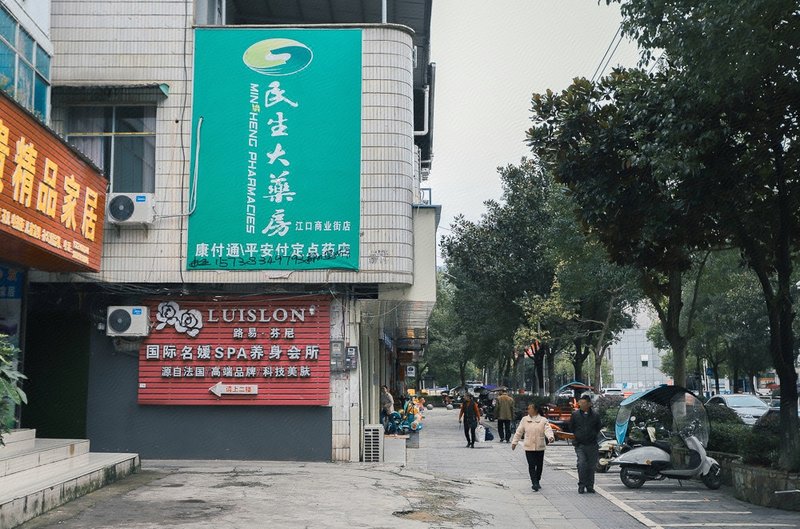 精品家居
民生大藥房
MINSHENG PHARMACIES
江口商业街店
康付通\平安付定点药店
LUISLON
路易·芬尼
国际名媛SPA养身会所
源自法国 高端品牌 科技美肤
请上二楼